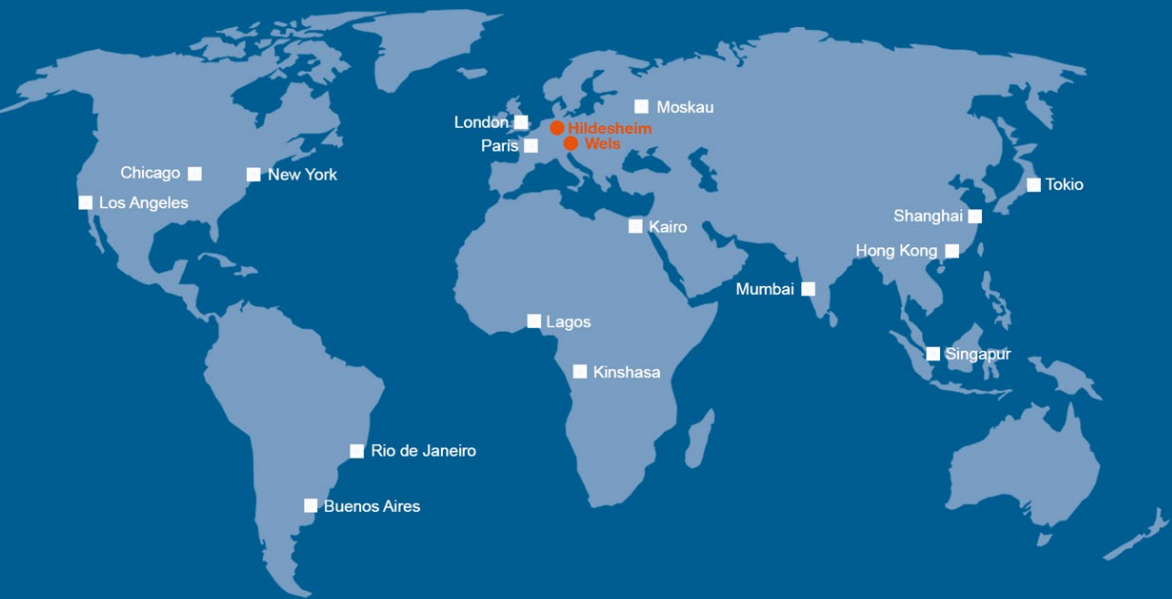 Moskau
London
Hildesheim
Wels
Paris
Chicago
New York
Los Angeles
Tokio
Shanghai
Kairo
Hong Kong
Mumbai
Lagos
Singapur
Kinshasa
Rio de Janeiro
Buenos Aires